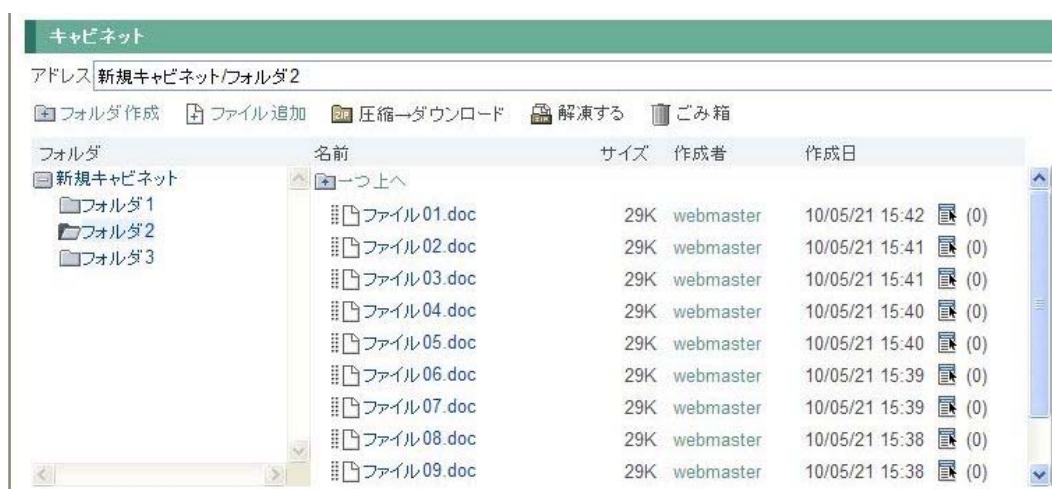 キャビネット
アドレス 新規キャビネット/フォルダ2
フォルダ作成 ファイル追加 圧縮→ダウンロード 解凍する ごみ箱
フォルダ 名前 サイズ 作成者 作成日
新規キャビネット 一つ上へ
フォルダ1 ファイル01.doc 29K webmaster 10/05/21 15:42 (0)
フォルダ2 ファイル02.doc 29K webmaster 10/05/21 15:41 (0)
フォルダ3 ファイル03.doc 29K webmaster 10/05/21 15:41 (0)
ファイル04.doc 29K webmaster 10/05/21 15:40 (0)
ファイル05.doc 29K webmaster 10/05/21 15:40 (0)
ファイル06.doc 29K webmaster 10/05/21 15:39 (0)
ファイル07.doc 29K webmaster 10/05/21 15:39 (0)
ファイル08.doc 29K webmaster 10/05/21 15:38 (0)
ファイル09.doc 29K webmaster 10/05/21 15:38 (0)